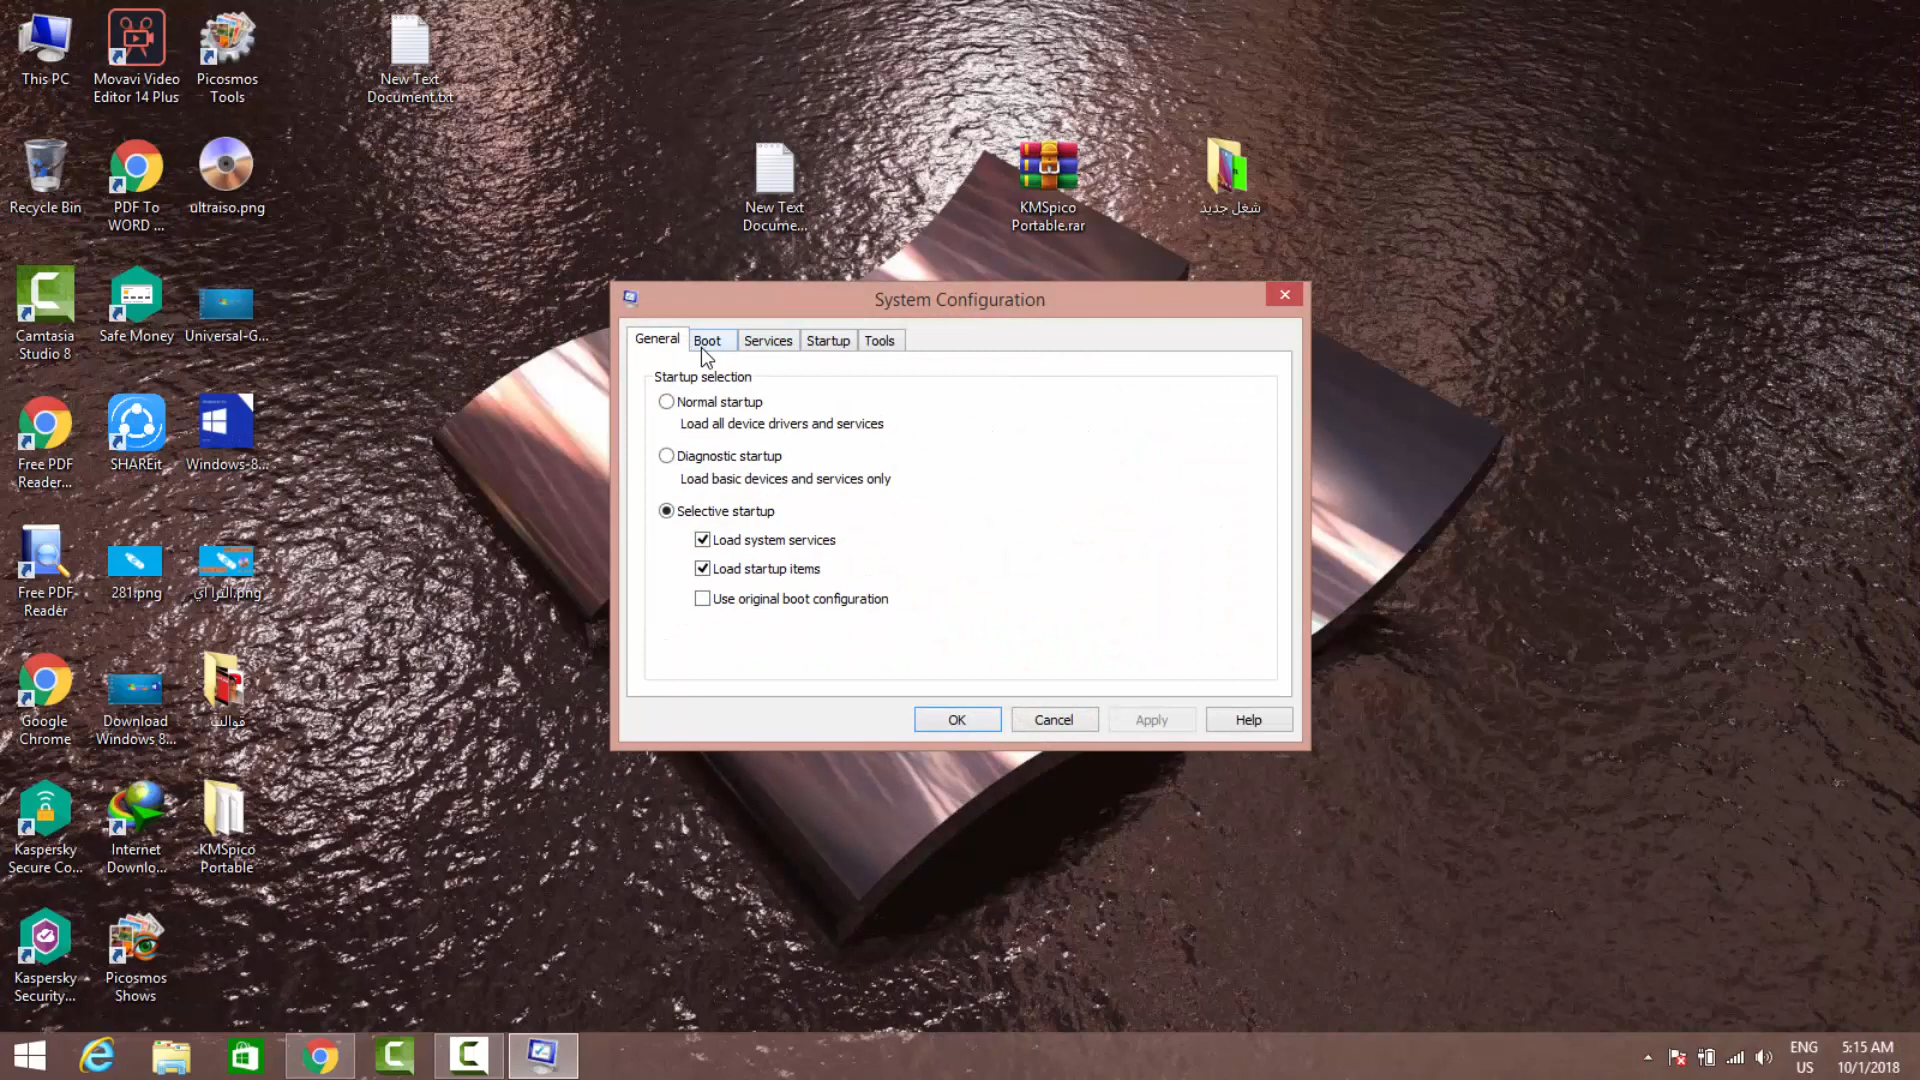 This PC
Movavi Video
Editor 14 Plus
Picosmos
Tools
New Text
Document.txt
Recycle Bin
PDF To
WORD ...
ultraiso.png
New Text
Docume...
KMSpico
Portable.rar
شغل جديد
Camtasia
Studio 8
Safe Money
Universal-G...
System Configuration
General
Boot
Services
Startup
Tools
Startup selection
Normal startup
Load all device drivers and services
Diagnostic startup
Load basic devices and services only
Selective startup
Load system services
Load startup items
Use original boot configuration
OK
Cancel
Apply
Help
Free PDF
Reader...
SHAREit
Windows-8...
Free PDF
Reader
281.png
الترا اي.png
Google
Chrome
Download
Windows 8...
قوالب
Kaspersky
Secure Co...
Internet
Downlo...
KMSpico
Portable
Kaspersky
Security...
Picosmos
Shows
ENG
US
5:15 AM
10/1/2018